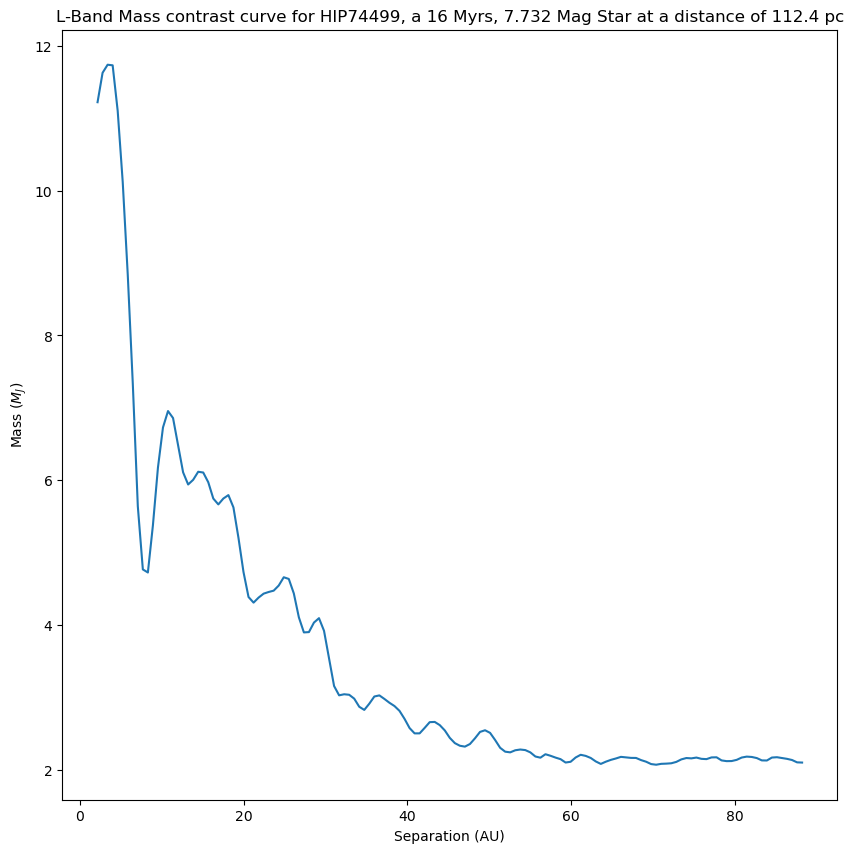 L-Band Mass contrast curve for HIP74499, a 16 Myrs, 7.732 Mag Star at a distance of 112.4 pc
12
10
8
6
4
2
Mass (M_J)
0 20 40 60 80
Separation (AU)